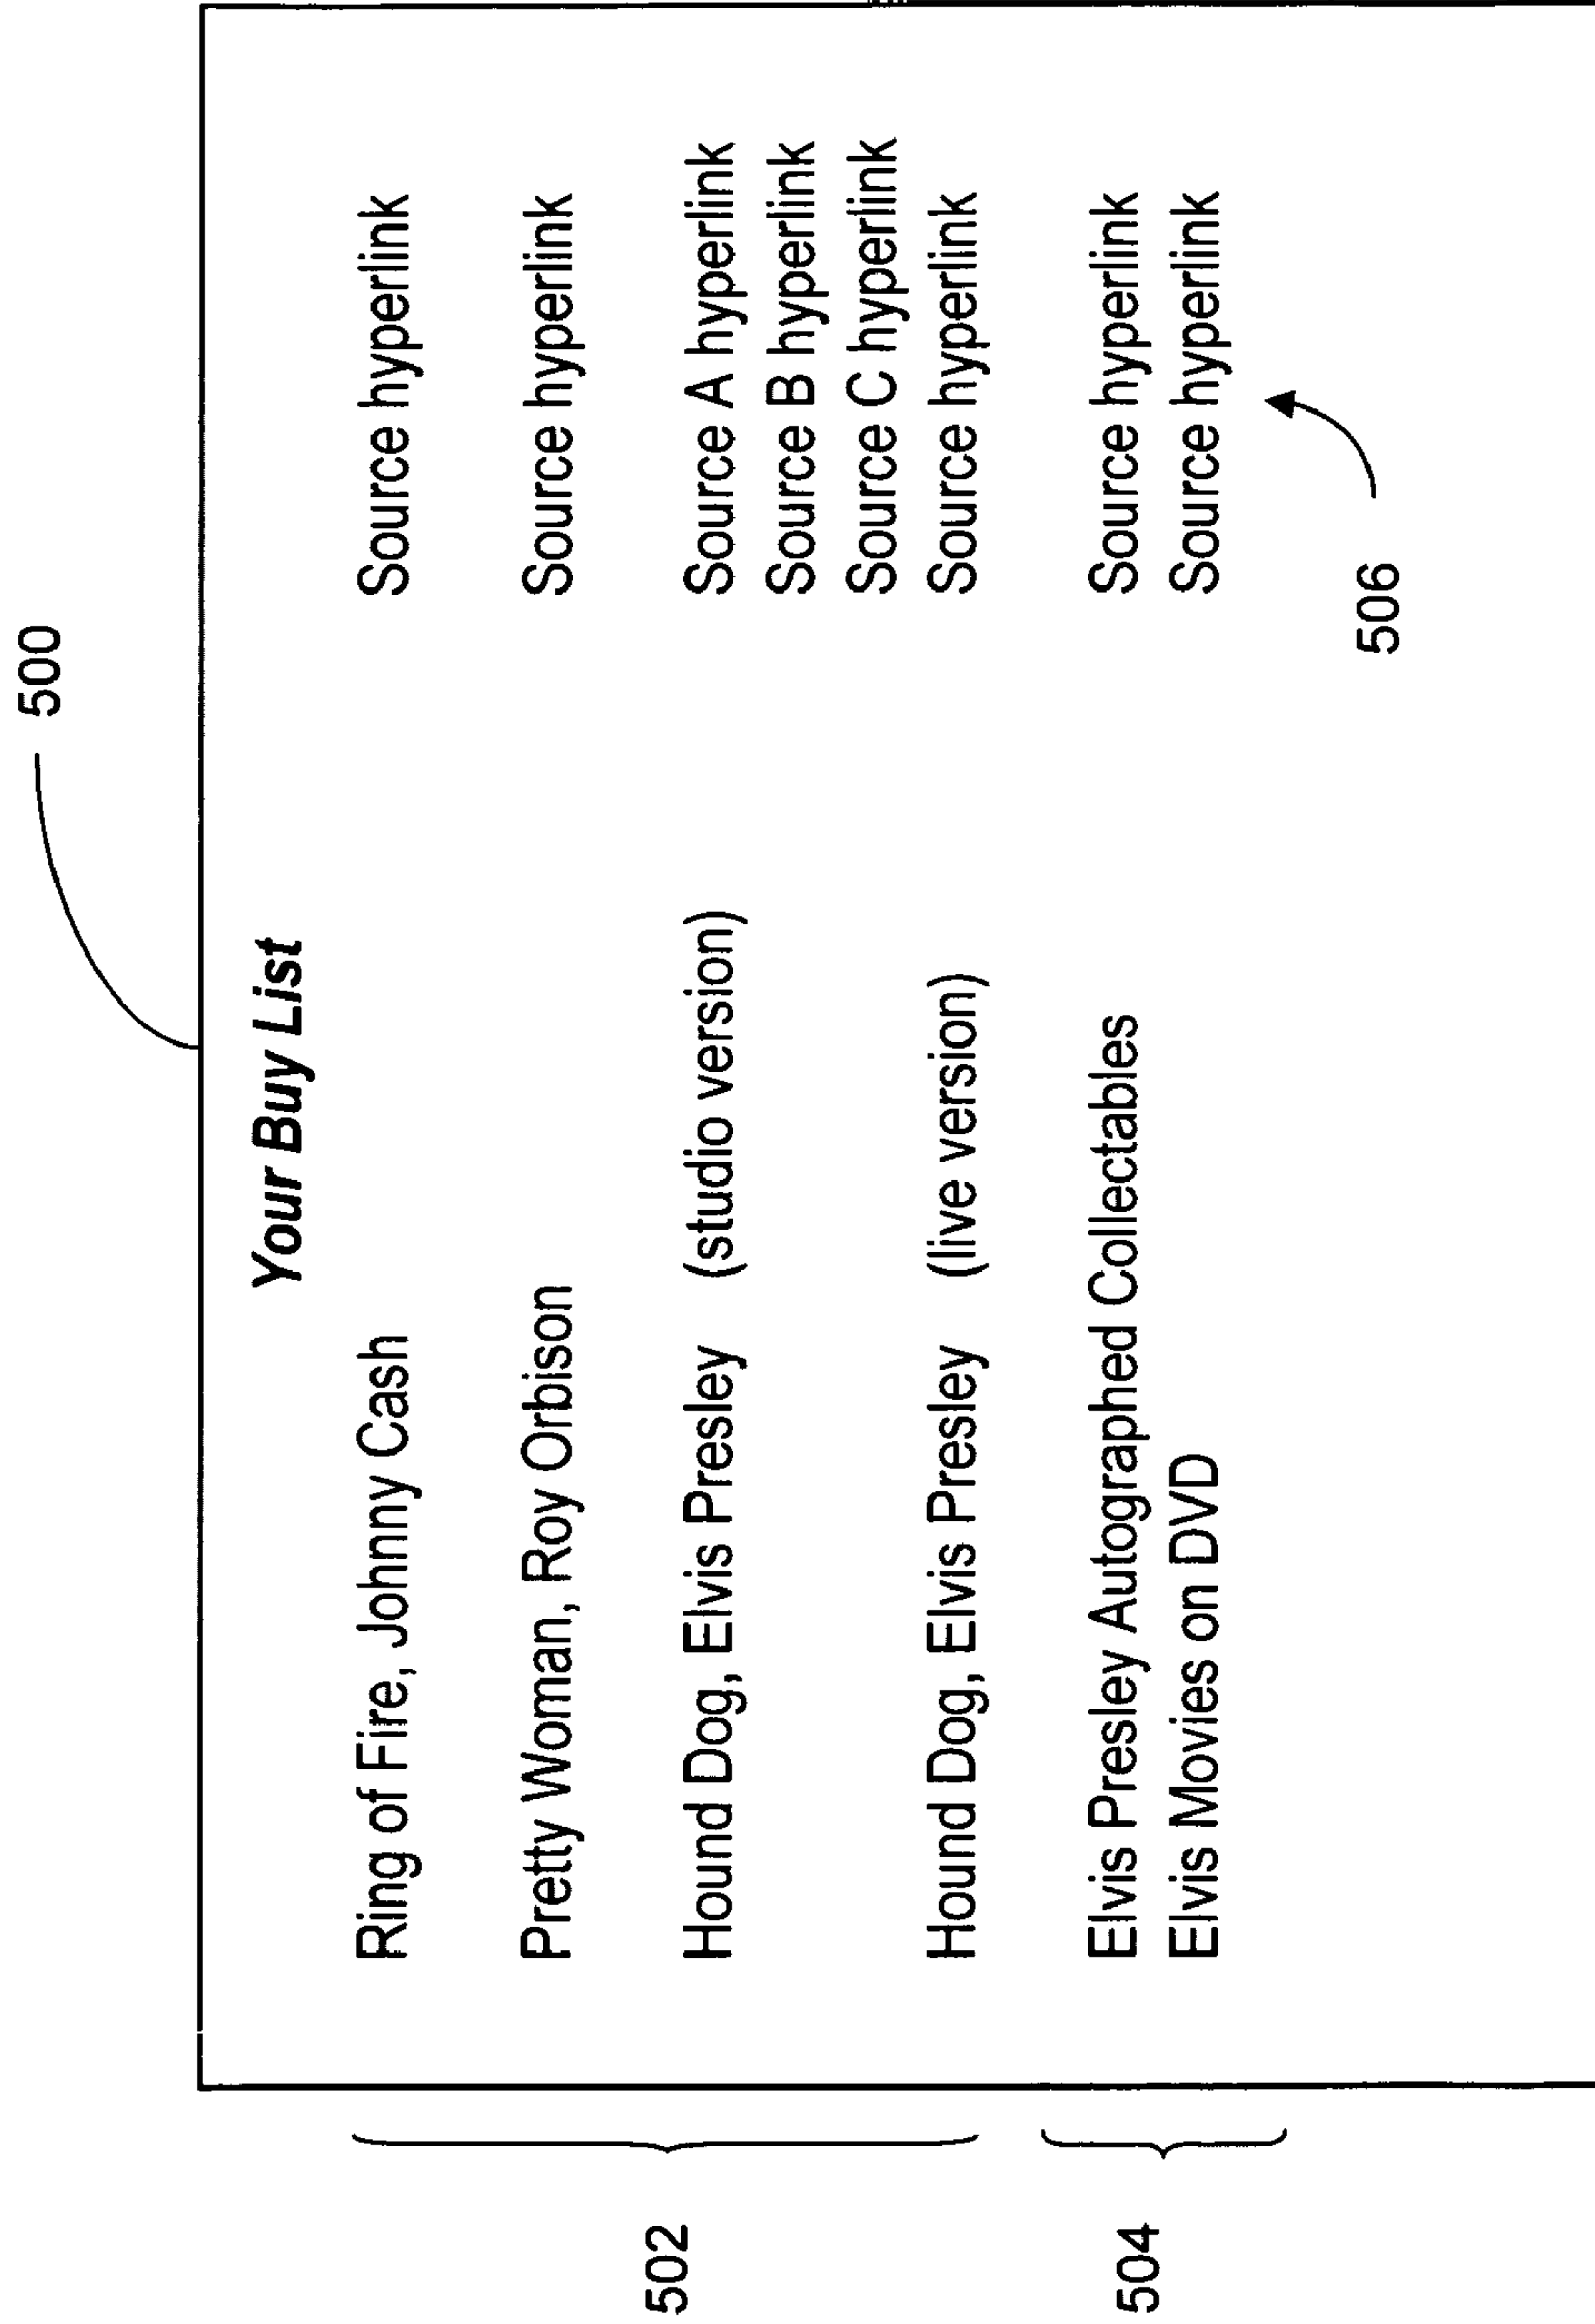 500
Your Buy List
Ring of Fire, Johnny Cash Source hyperlink
Pretty Woman, Roy Orbison Source hyperlink
502
Hound Dog, Elvis Presley (studio version) Source A hyperlink
Source B hyperlink
Source C hyperlink
Hound Dog, Elvis Presley (live version) Source hyperlink
504
Elvis Presley Autographed Collectables Source hyperlink
Elvis Movies on DVD Source hyperlink
506